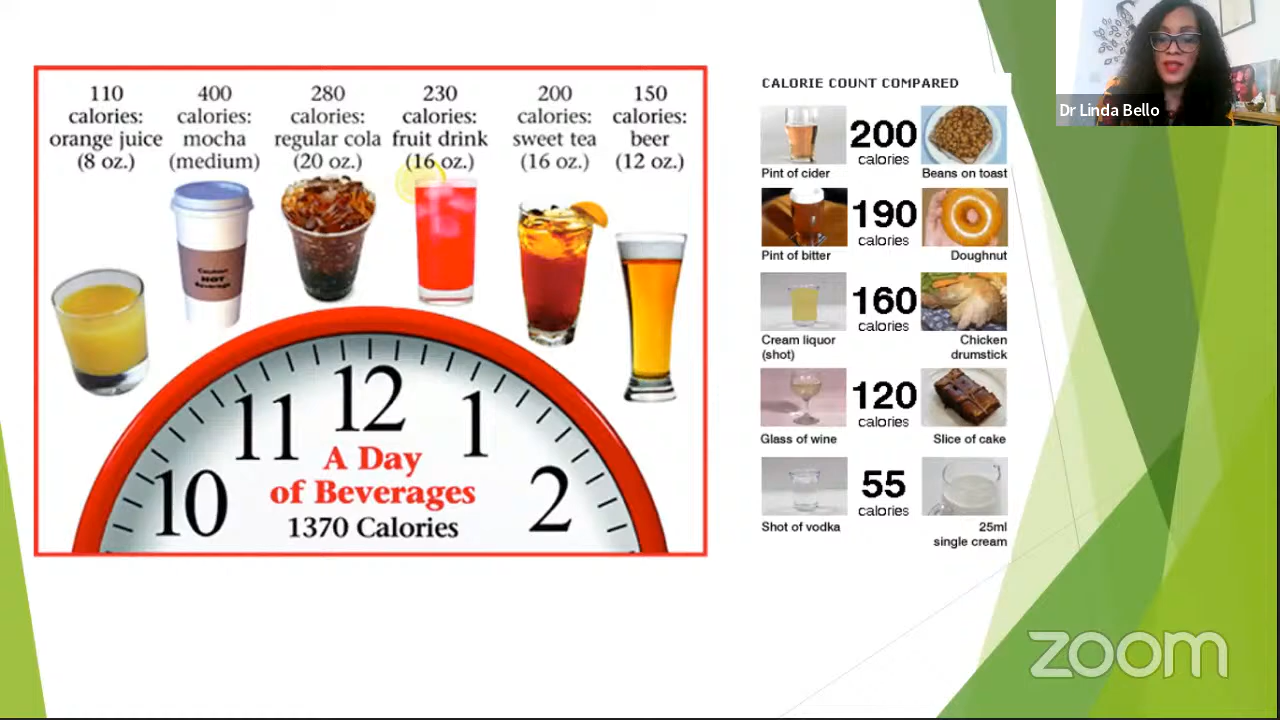 110
calories:
orange juice
(8 oz.)
400
calories:
mocha
(medium)
280
calories:
regular cola
(20 oz.)
230
calories:
fruit drink
(16 oz.)
200
calories:
sweet tea
(16 oz.)
150
calories:
beer
(12 oz.)
Caution
HOT
Beverage
12
11
1
10
2
A Day
of Beverages
1370 Calories
CALORIE COUNT COMPARED
200
calories
Pint of cider
Beans on toast
190
calories
Pint of bitter
Doughnut
160
calories
Cream liquor
(shot)
Chicken
drumstick
120
calories
Glass of wine
Slice of cake
55
calories
Shot of vodka
25ml
single cream
Dr Linda Bello
zoom